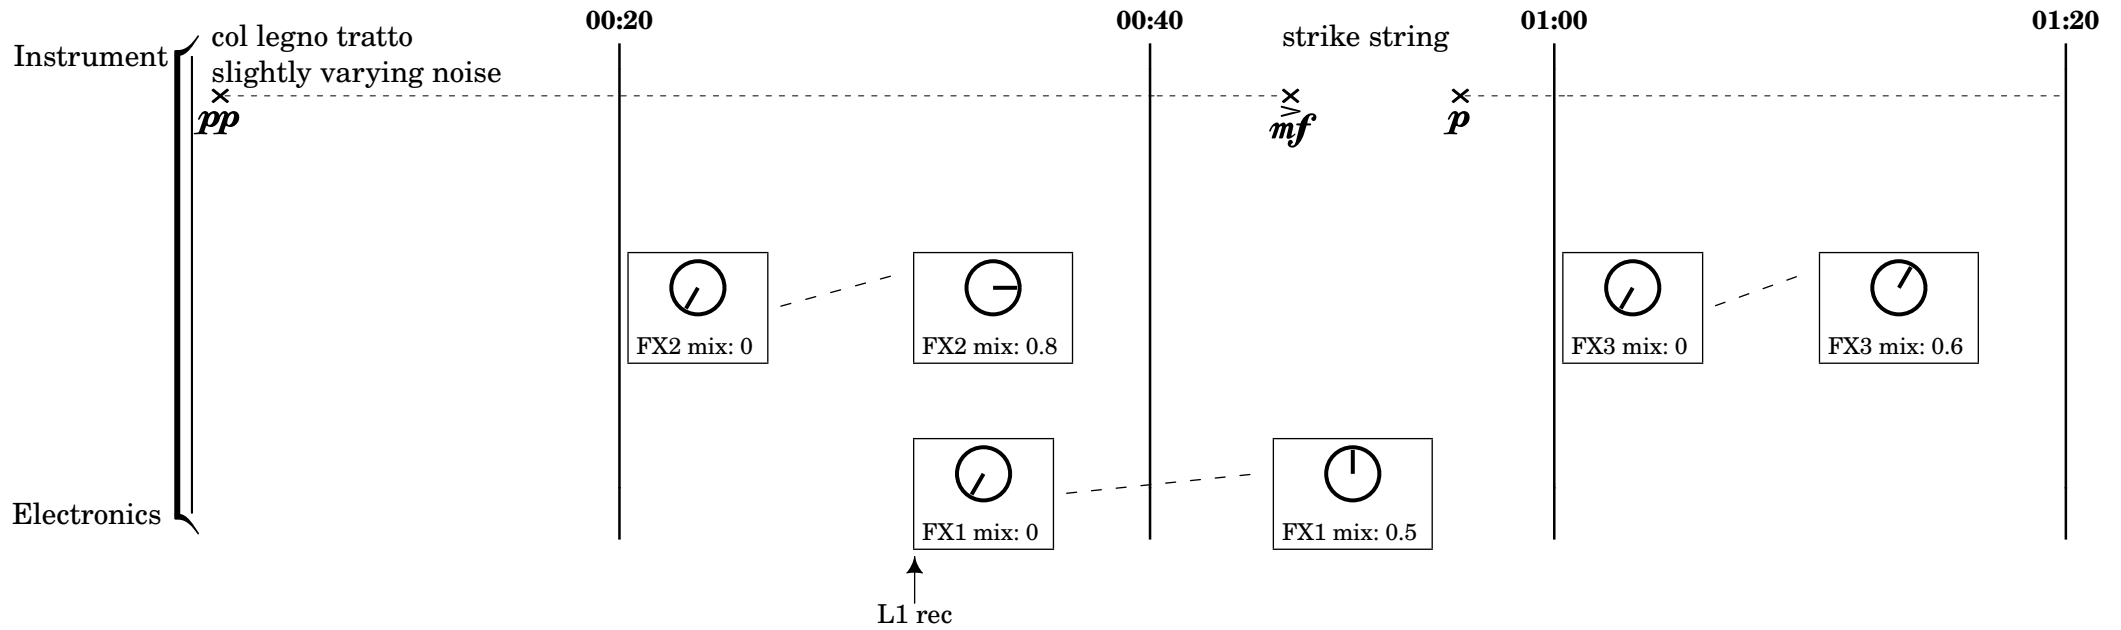 00:20
00:40
01:00
01:20
Instrument
col legno tratto
slightly varying noise
strike string
pp
mf
p
FX2 mix: 0
FX2 mix: 0.8
FX3 mix: 0
FX3 mix: 0.6
Electronics
FX1 mix: 0
FX1 mix: 0.5
L1 rec